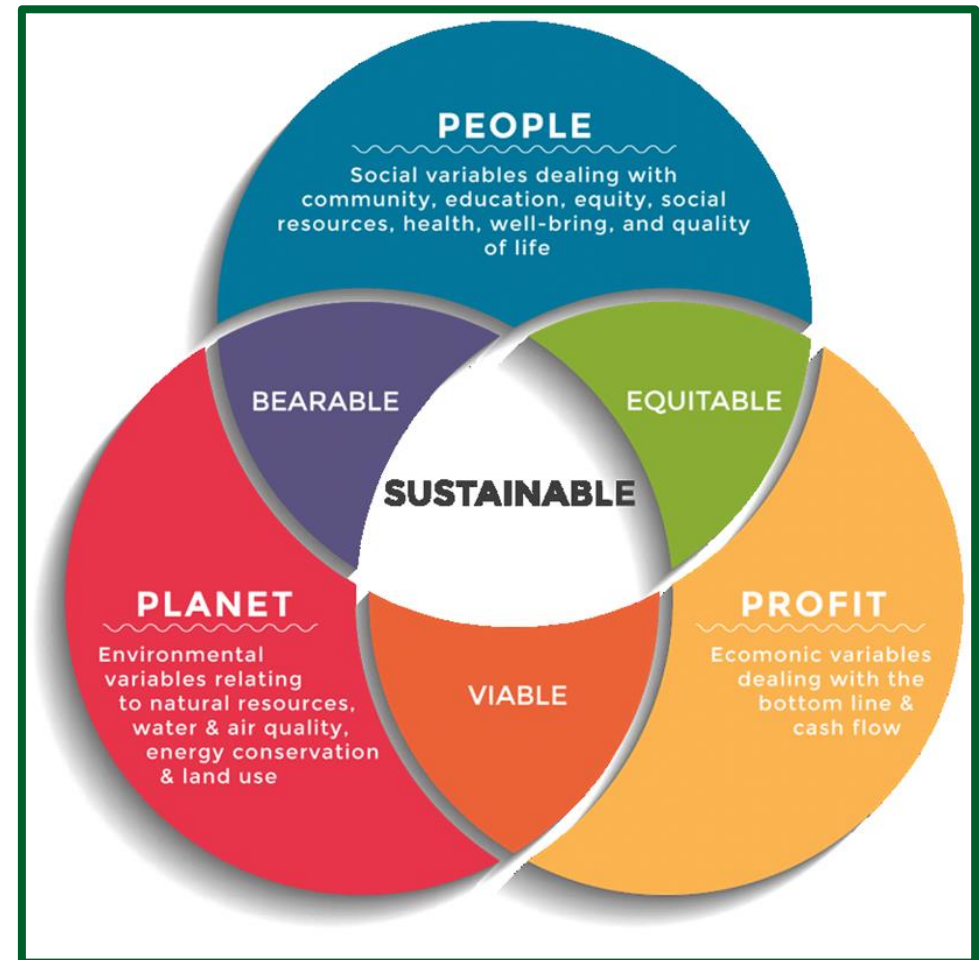 PEOPLE
Social variables dealing with
community, education, equity, social
resources, health, well-bring, and quality
of life
BEARABLE
EQUITABLE
SUSTAINABLE
PLANET
Environmental
variables relating
to natural resources,
water & air quality,
energy conservation
& land use
VIABLE
PROFIT
Ecomonic variables
dealing with the
bottom line &
cash flow